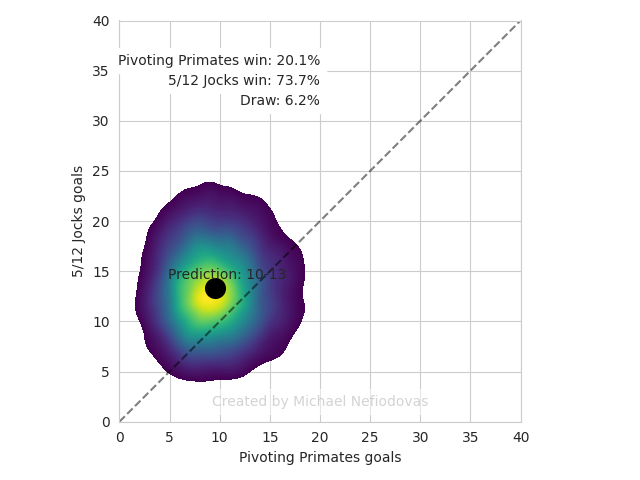 40
35
30
25
20
15
10
5
0
5/12 Jocks goals
Pivoting Primates win: 20.1%
5/12 Jocks win: 73.7%
Draw: 6.2%
Prediction: 10-13
Created by Michael Nefiodovas
0 5 10 15 20 25 30 35 40
Pivoting Primates goals